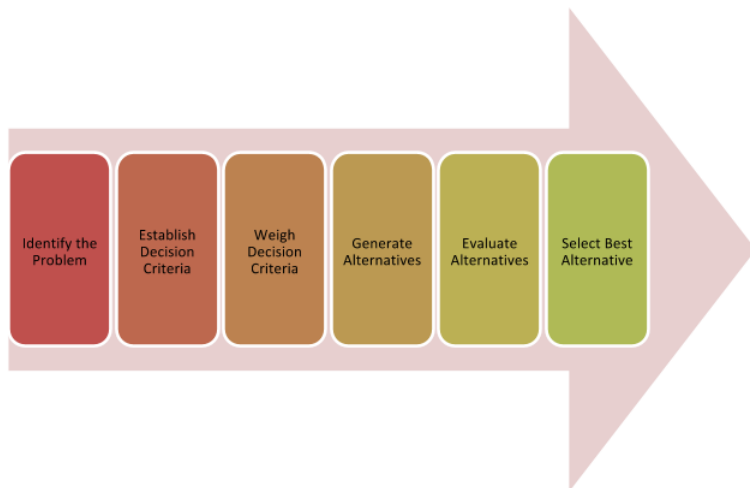 Identify the
Problem
Establish
Decision
Criteria
Weigh
Decision
Criteria
Generate
Alternatives
Evaluate
Alternatives
Select Best
Alternative